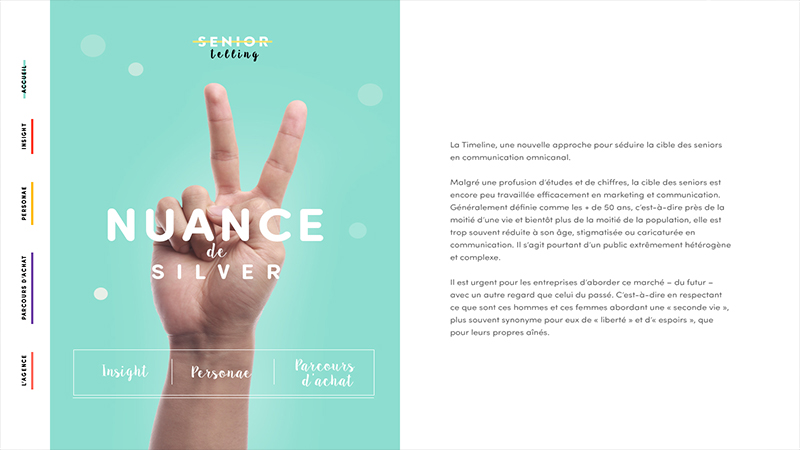 ACCUEIL
INSIGHT
PERSONAE
PARCOURS D'ACHAT
L'AGENCE
SENIOR
telling
NUANCE
de
SILVER
Insight
Personae
Parcours
d'achat
La Timeline, une nouvelle approche pour séduire la cible des seniors
en communication omnicanal.
Malgré une profusion d'études et de chiffres, la cible des seniors est
encore peu travaillée efficacement en marketing et communication.
Généralement définie comme les + de 50 ans, c'est-à-dire près de la
moitié d'une vie et bientôt plus de la moitié de la population, elle est
trop souvent réduite à son âge, stigmatisée ou caricaturée en
communication. Il s'agit pourtant d'un public extrêmement hétérogène
et complexe.
Il est urgent pour les entreprises d'aborder ce marché – du futur –
avec un autre regard que celui du passé. C'est-à-dire en respectant
ce que sont ces hommes et ces femmes abordant une « seconde vie »,
plus souvent synonyme pour eux de « liberté » et d'« espoirs », que
pour leurs propres aînés.